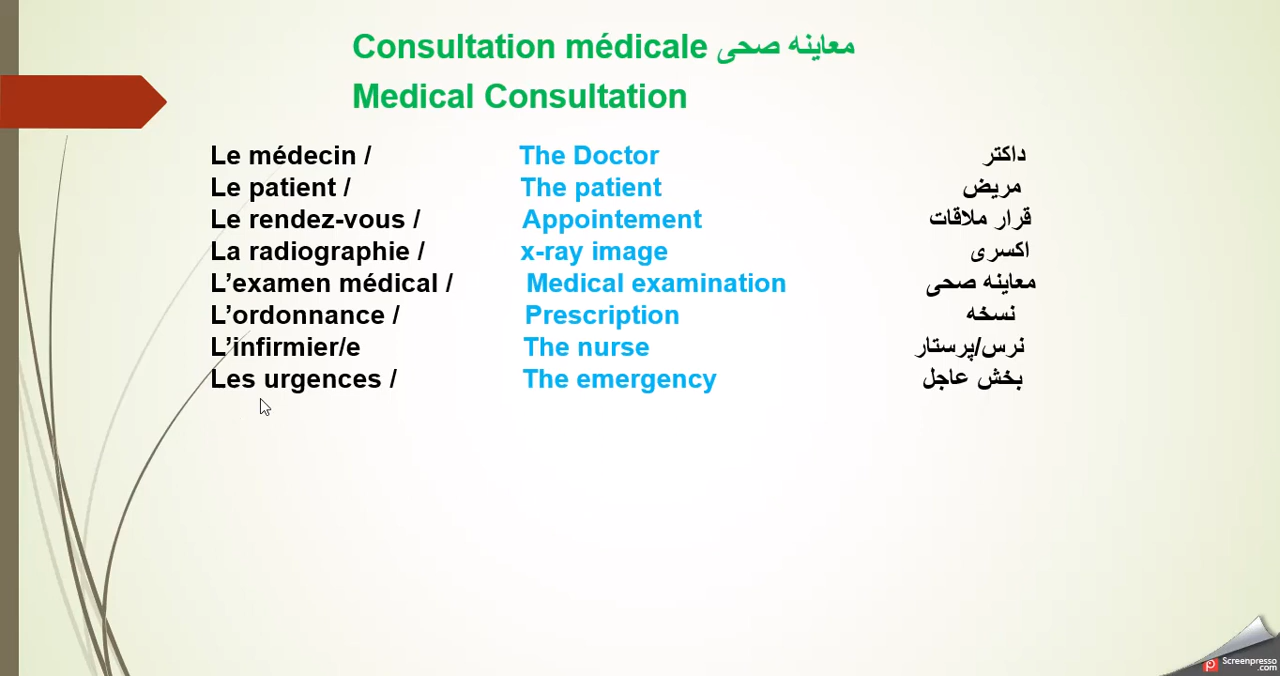 Consultation médicale معاینه صحی
Medical Consultation
Le médecin / The Doctor داکتر
Le patient / The patient مریض
Le rendez-vous / Appointement قرار ملاقات
La radiographie / x-ray image اکسری
L’examen médical / Medical examination معاینه صحی
L’ordonnance / Prescription نسخه
L’infirmier/e The nurse نرس/پرستار
Les urgences / The emergency بخش عاجل
Screenpresso
.com